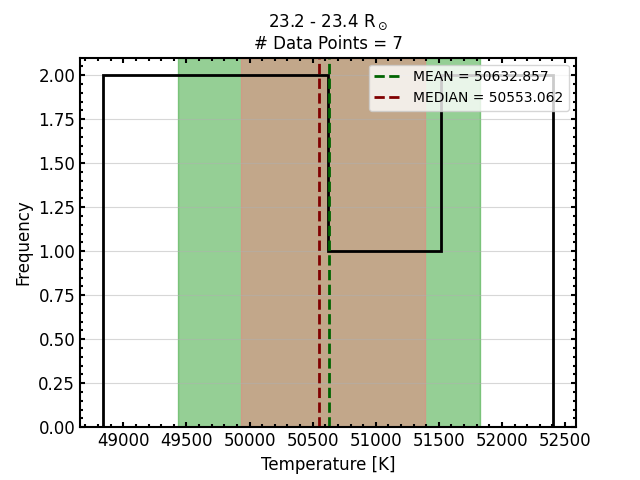 23.2 - 23.4 R⊙
# Data Points = 7
MEAN = 50632.857
MEDIAN = 50553.062
2.00
1.75
1.50
1.25
1.00
0.75
0.50
0.25
0.00
Frequency
49000 49500 50000 50500 51000 51500 52000 52500
Temperature [K]